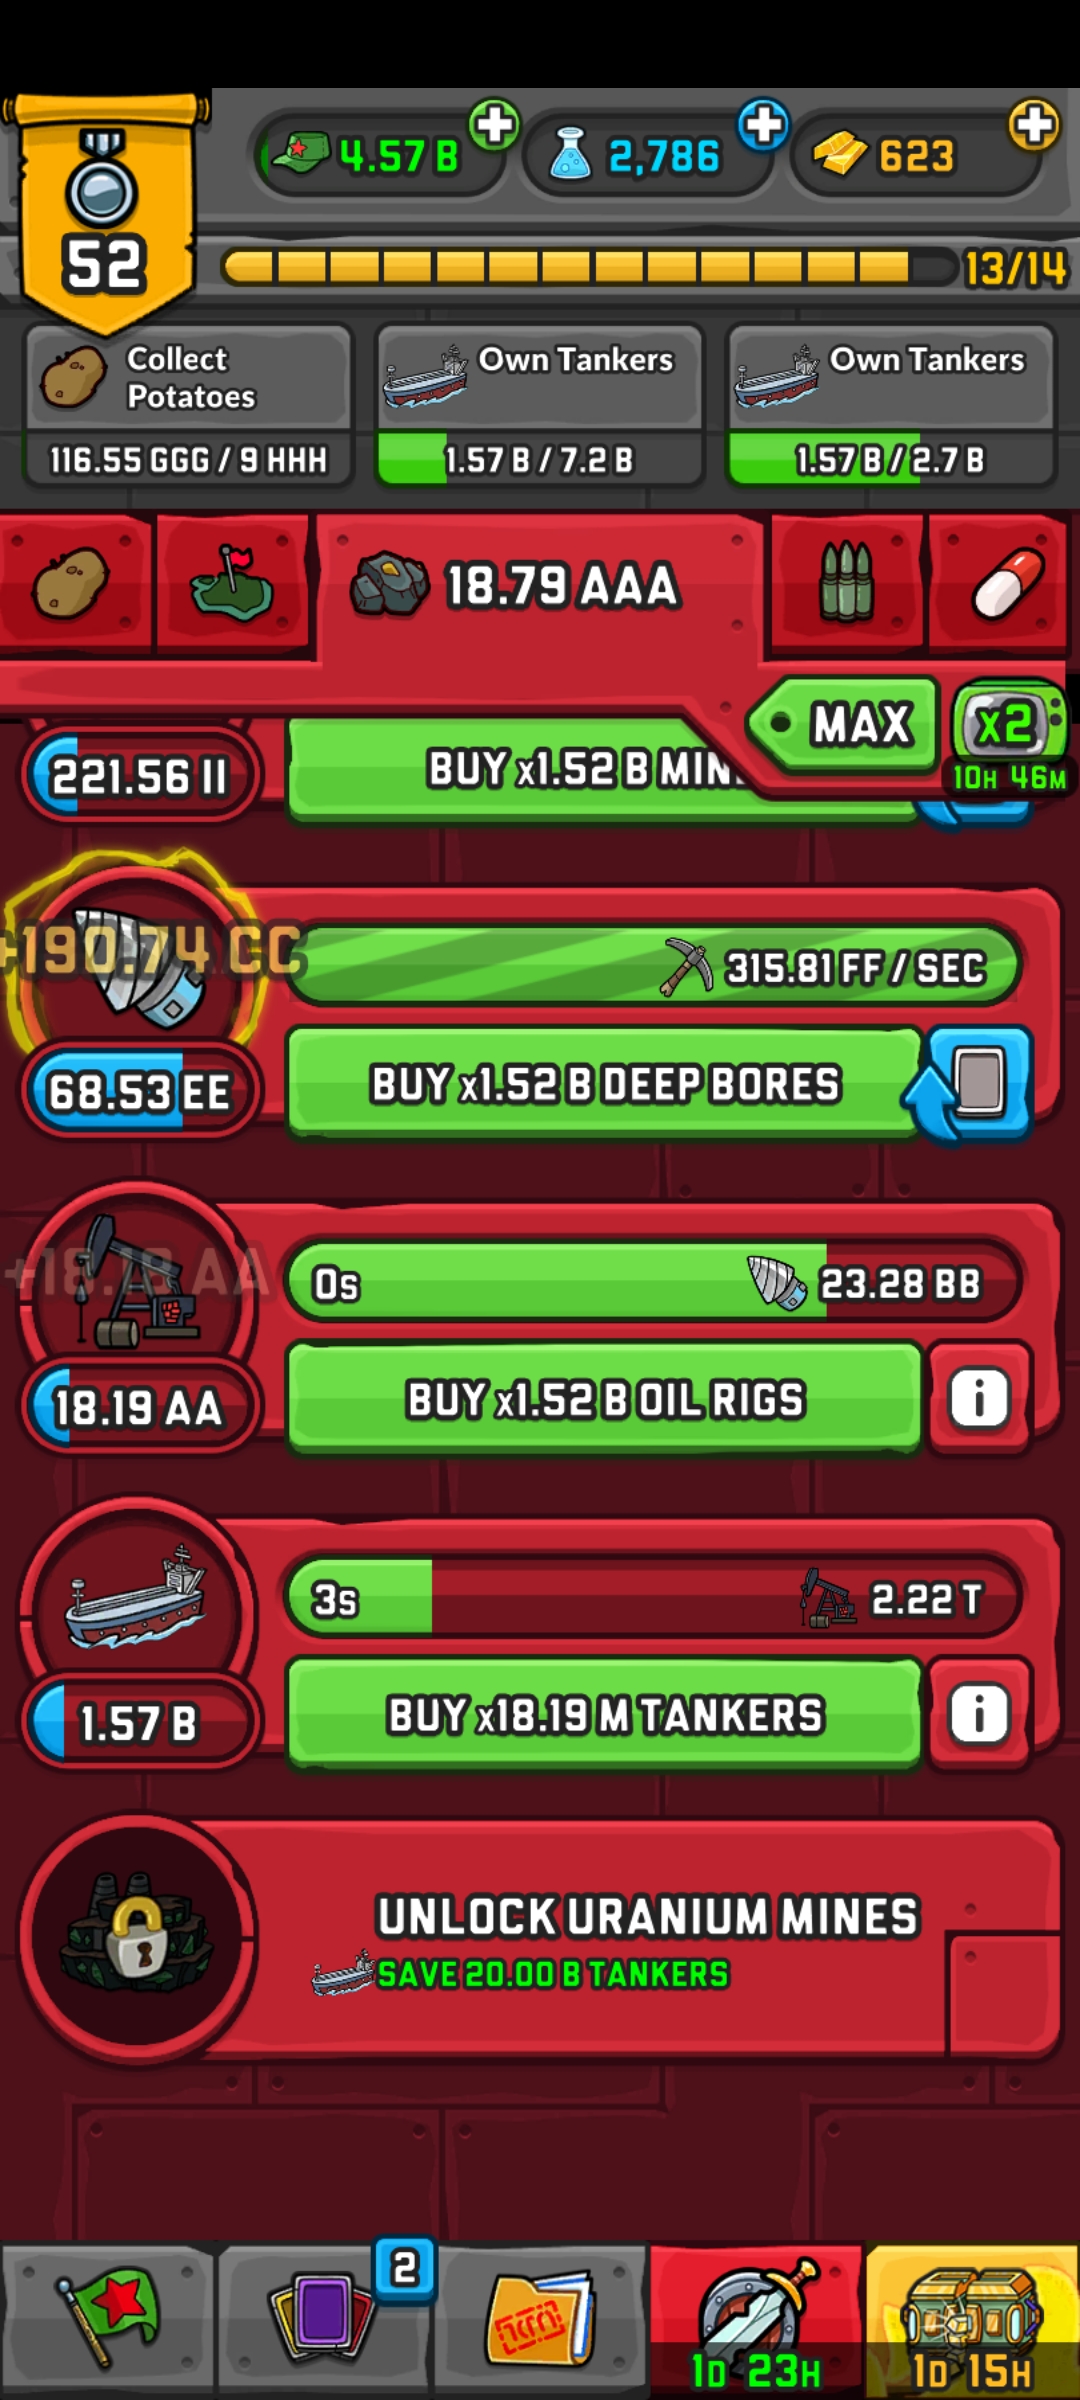 4.57 B
2,786
623
52
13/14
Collect
Potatoes
Own Tankers
Own Tankers
116.55 GGG / 9 HHH
1.57 B / 7.2 B
1.57 B / 2.7 B
18.79 AAA
MAX
x2
10H 46M
221.56 II
BUY x1.52 B MIN
+190.74 CC
315.81 FF / SEC
68.53 EE
BUY x1.52 B DEEP BORES
+18.18 AA
0s
23.28 BB
18.19 AA
BUY x1.52 B OIL RIGS
i
3s
2.22 T
1.57 B
BUY x18.19 M TANKERS
i
UNLOCK URANIUM MINES
SAVE 20.00 B TANKERS
2
1D 23H
1D 15H